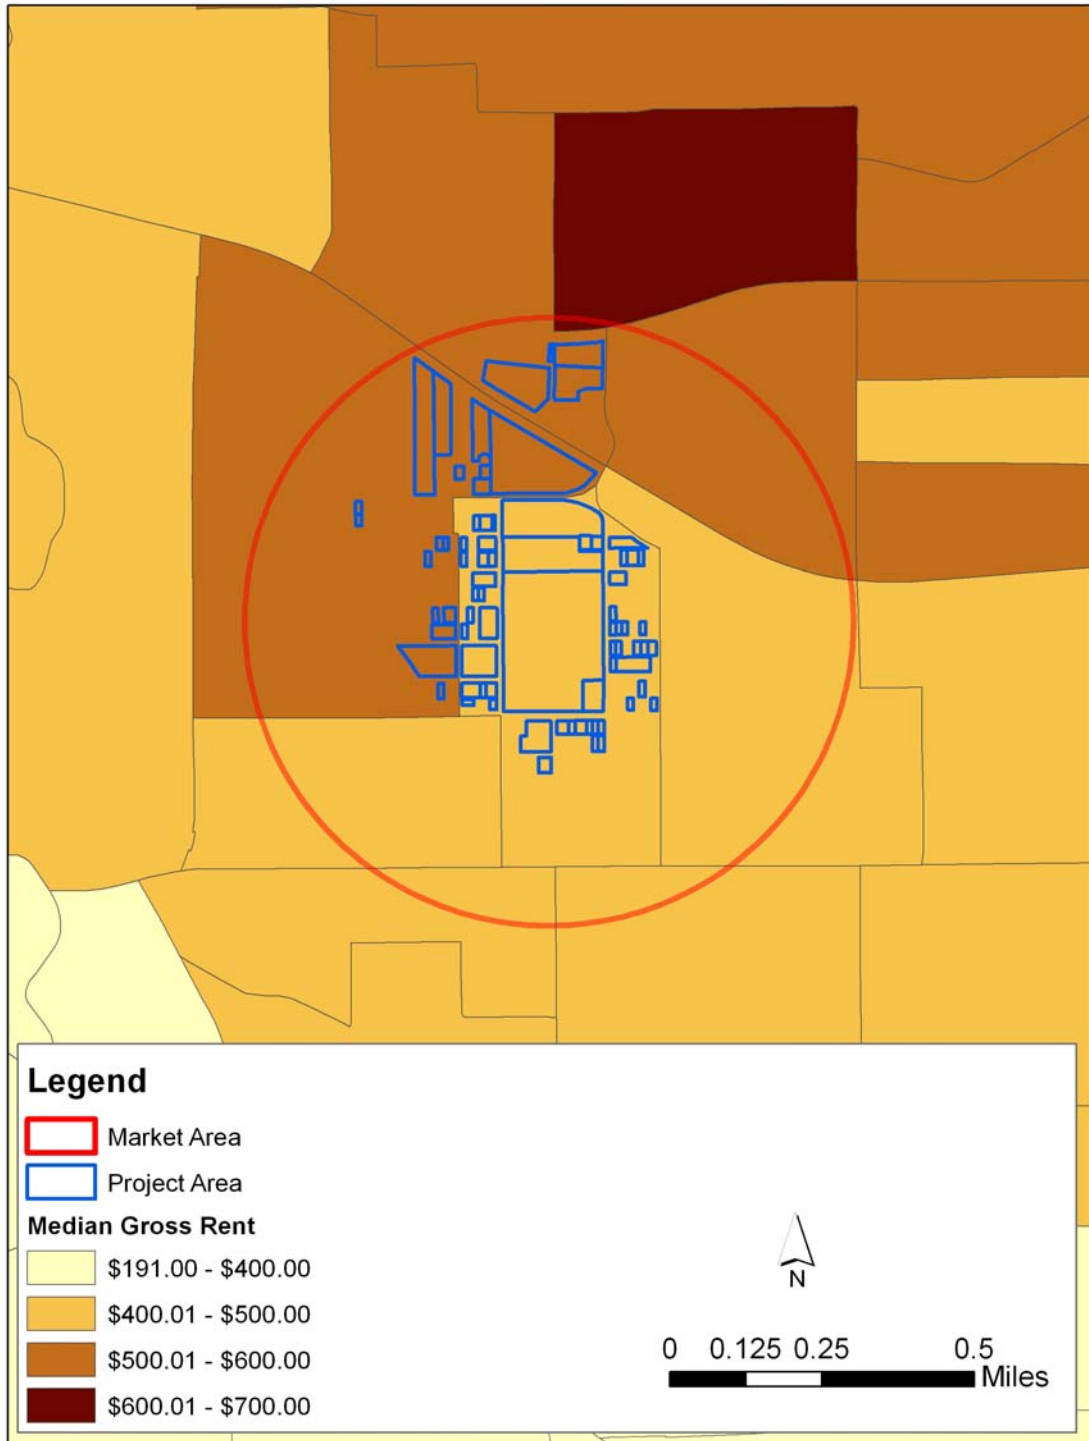 Legend
Market Area
Project Area
Median Gross Rent
$191.00 - $400.00
$400.01 - $500.00
$500.01 - $600.00
$600.01 - $700.00
N
0 0.125 0.25 0.5
Miles